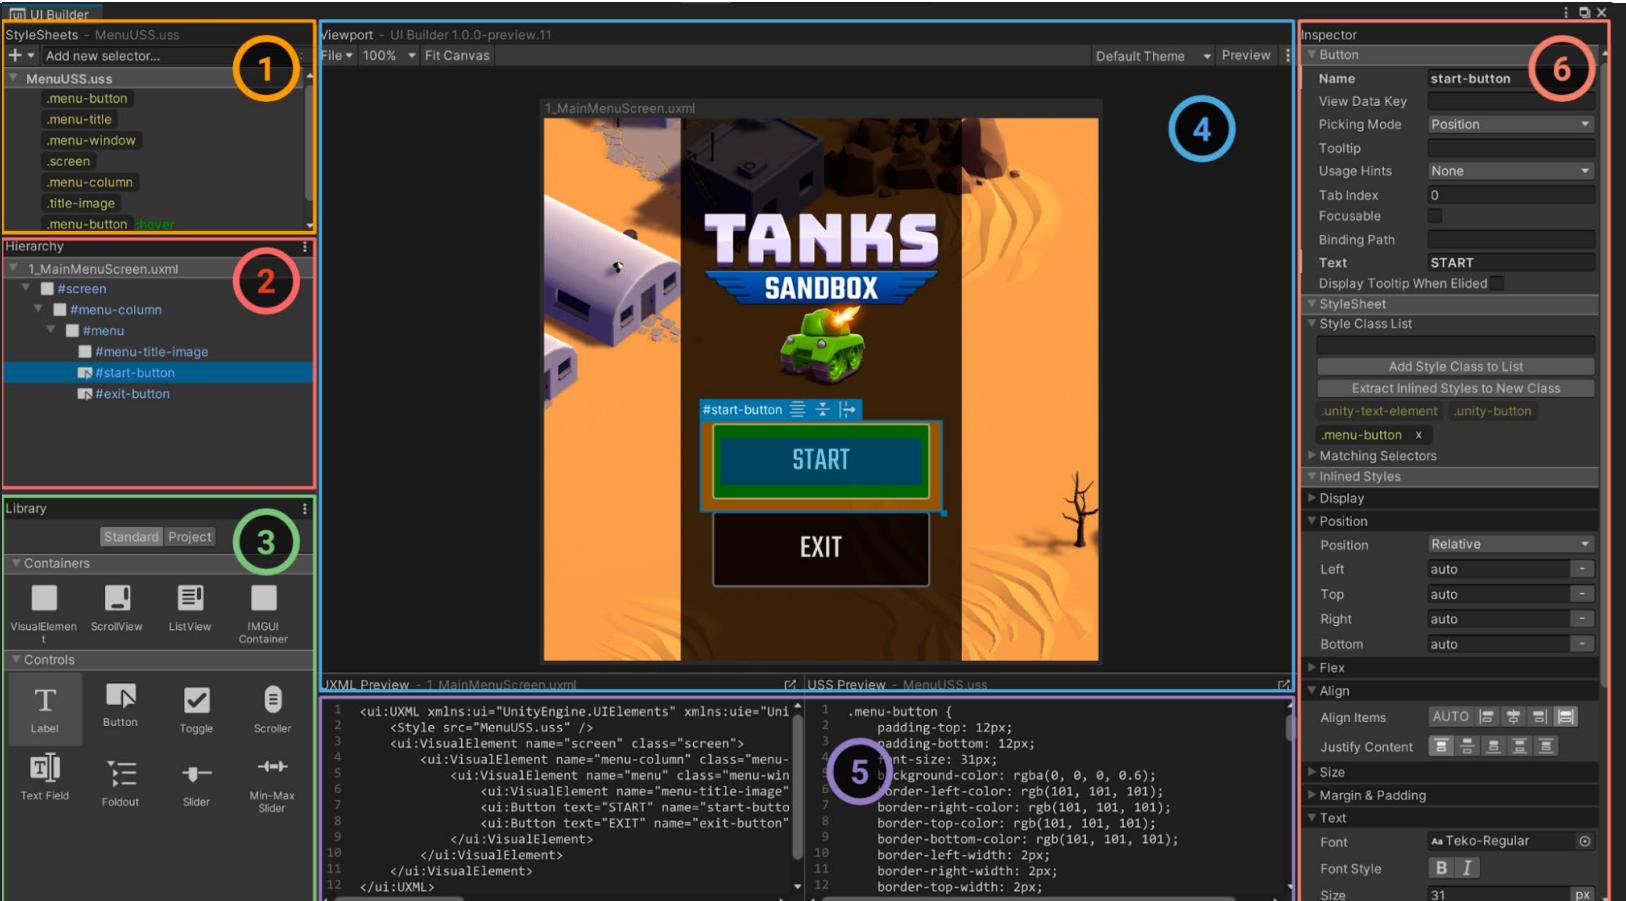 UI Builder
StyleSheets - MenuUSS.uss
Add new selector...
MenuUSS.uss
.menu-button
.menu-title
.menu-window
.screen
.menu-column
.title-image
.menu-button :hover
1
Hierarchy
1_MainMenuScreen.uxml
#screen
#menu-column
#menu
#menu-title-image
#start-button
#exit-button
2
Library
Standard Project
3
Containers
VisualElement
ScrollView
ListView
IMGUI
Container
Controls
Label
Button
Toggle
Scroller
Text Field
Foldout
Slider
Min-Max
Slider
Viewport - UI Builder 1.0.0-preview.11
File 100% Fit Canvas
Default Theme Preview
1_MainMenuScreen.uxml
4
TANKS
SANDBOX
#start-button
START
EXIT
UXML Preview - 1_MainMenuScreen.uxml
1 <ui:UXML xmlns:ui="UnityEngine.UIElements" xmlns:uie="Uni
2 <Style src="MenuUSS.uss" />
3 <ui:VisualElement name="screen" class="screen">
4 <ui:VisualElement name="menu-column" class="menu-
5 <ui:VisualElement name="menu" class="menu-win
6 <ui:VisualElement name="menu-title-image"
7 <ui:Button text="START" name="start-butto
8 <ui:Button text="EXIT" name="exit-button"
9 </ui:VisualElement>
10 </ui:VisualElement>
11 </ui:VisualElement>
12 </ui:UXML>
USS Preview - MenuUSS.uss
1 .menu-button {
2 padding-top: 12px;
3 padding-bottom: 12px;
4 font-size: 31px;
5 background-color: rgba(0, 0, 0, 0.6);
6 border-left-color: rgb(101, 101, 101);
7 border-right-color: rgb(101, 101, 101);
8 border-top-color: rgb(101, 101, 101);
9 border-bottom-color: rgb(101, 101, 101);
10 border-left-width: 2px;
11 border-right-width: 2px;
12 border-top-width: 2px;
5
Inspector
Button
6
Name start-button
View Data Key
Picking Mode Position
Tooltip
Usage Hints None
Tab Index 0
Focusable
Binding Path
Text START
Display Tooltip When Elided
StyleSheet
Style Class List
Add Style Class to List
Extract Inlined Styles to New Class
.unity-text-element .unity-button
.menu-button x
Matching Selectors
Inlined Styles
Display
Position
Position Relative
Left auto -
Top auto -
Right auto -
Bottom auto -
Flex
Align
Align Items AUTO
Justify Content
Size
Margin & Padding
Text
Font Aa Teko-Regular
Font Style B I
Size 31 px